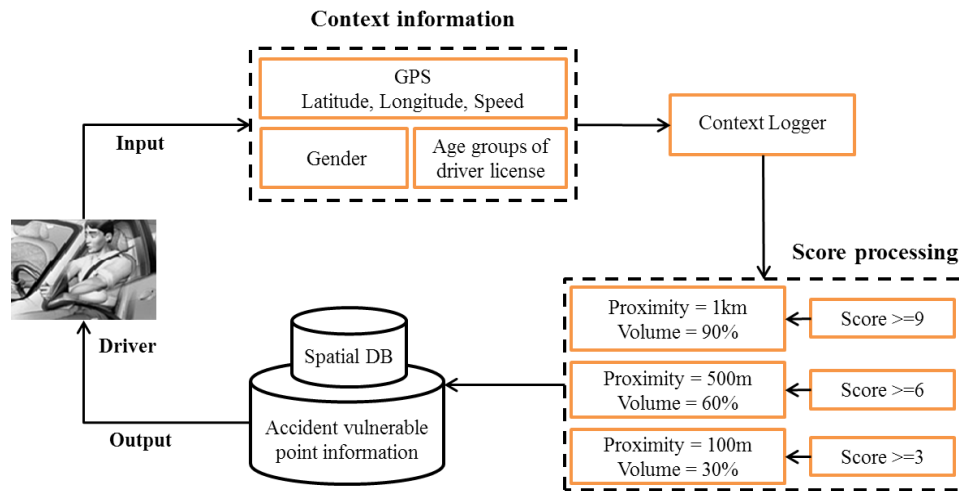 Context information
GPS
Latitude, Longitude, Speed
Gender
Age groups of
driver license
Input
Context Logger
Score processing
Proximity = 1km
Volume = 90%
Score >=9
Proximity = 500m
Volume = 60%
Score >=6
Proximity = 100m
Volume = 30%
Score >=3
Spatial DB
Accident vulnerable
point information
Driver
Output